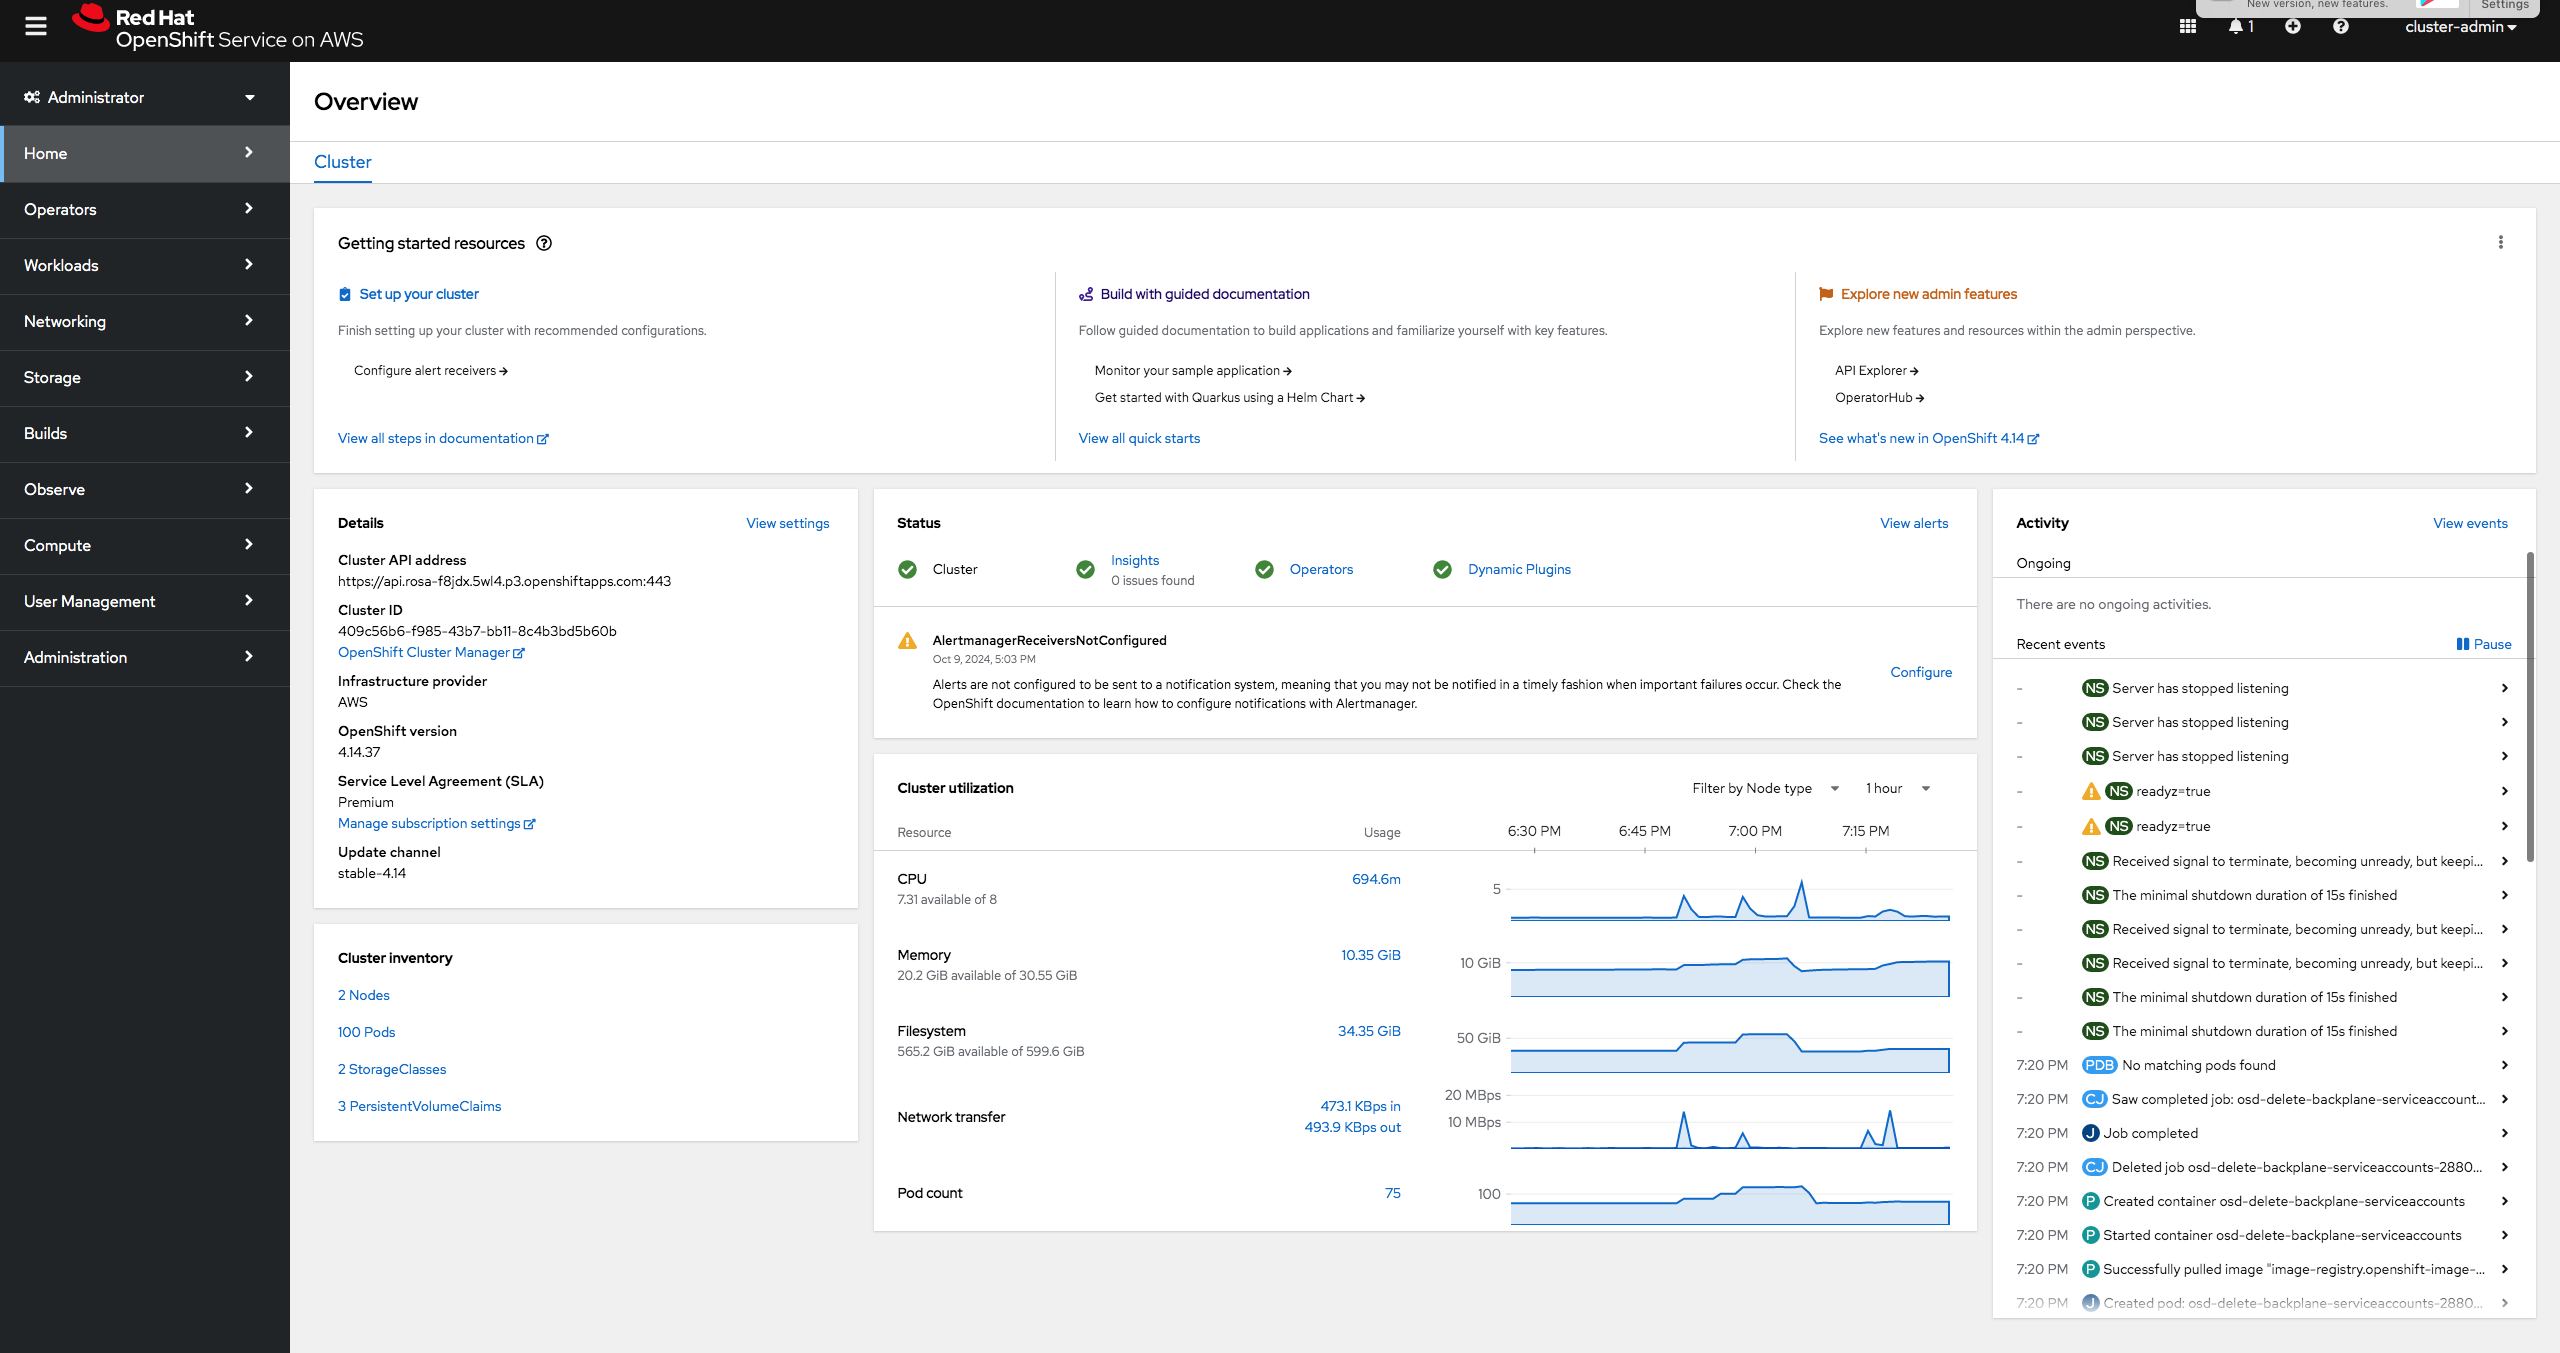 New version, new features.
Settings
Red Hat
OpenShift Service on AWS
1
cluster-admin
Administrator
Home
Operators
Workloads
Networking
Storage
Builds
Observe
Compute
User Management
Administration
Overview
Cluster
Getting started resources
Set up your cluster
Finish setting up your cluster with recommended configurations.
Configure alert receivers
View all steps in documentation
Build with guided documentation
Follow guided documentation to build applications and familiarize yourself with key features.
Monitor your sample application
Get started with Quarkus using a Helm Chart
View all quick starts
Explore new admin features
Explore new features and resources within the admin perspective.
API Explorer
OperatorHub
See what's new in OpenShift 4.14
Details
View settings
Cluster API address
https://api.rosa-f8jdx.5wl4.p3.openshiftapps.com:443
Cluster ID
409c56b6-f985-43b7-bb11-8c4b3bd5b60b
OpenShift Cluster Manager
Infrastructure provider
AWS
OpenShift version
4.14.37
Service Level Agreement (SLA)
Premium
Manage subscription settings
Update channel
stable-4.14
Cluster inventory
2 Nodes
100 Pods
2 StorageClasses
3 PersistentVolumeClaims
Status
View alerts
Cluster
Insights
0 issues found
Operators
Dynamic Plugins
AlertmanagerReceiversNotConfigured
Oct 9, 2024, 5:03 PM
Alerts are not configured to be sent to a notification system, meaning that you may not be notified in a timely fashion when important failures occur. Check the
OpenShift documentation to learn how to configure notifications with Alertmanager.
Configure
Cluster utilization
Filter by Node type
1 hour
Resource
Usage
6:30 PM
6:45 PM
7:00 PM
7:15 PM
CPU
7.31 available of 8
694.6m
5
Memory
20.2 GiB available of 30.55 GiB
10.35 GiB
10 GiB
Filesystem
565.2 GiB available of 599.6 GiB
34.35 GiB
50 GiB
Network transfer
473.1 KBps in
493.9 KBps out
20 MBps
10 MBps
Pod count
75
100
Activity
View events
Ongoing
There are no ongoing activities.
Recent events
Pause
- NS Server has stopped listening
- NS Server has stopped listening
- NS Server has stopped listening
- NS readyz=true
- NS readyz=true
- NS Received signal to terminate, becoming unready, but keepi...
- NS The minimal shutdown duration of 15s finished
- NS Received signal to terminate, becoming unready, but keepi...
- NS Received signal to terminate, becoming unready, but keepi...
- NS The minimal shutdown duration of 15s finished
- NS The minimal shutdown duration of 15s finished
7:20 PM PDB No matching pods found
7:20 PM CJ Saw completed job: osd-delete-backplane-serviceaccount...
7:20 PM J Job completed
7:20 PM CJ Deleted job osd-delete-backplane-serviceaccounts-2880...
7:20 PM P Created container osd-delete-backplane-serviceaccounts
7:20 PM P Started container osd-delete-backplane-serviceaccounts
7:20 PM P Successfully pulled image "image-registry.openshift-image-...
7:20 PM J Created pod: osd-delete-backplane-serviceaccounts-2880...